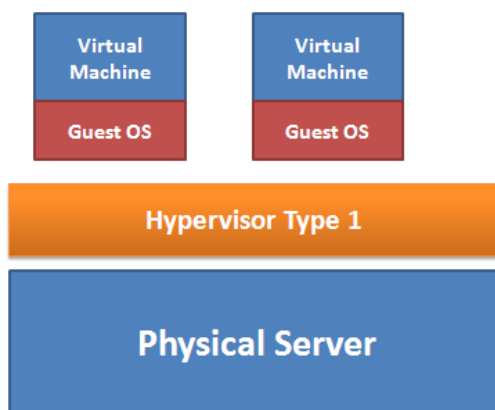 Virtual
Machine
Virtual
Machine
Guest OS
Guest OS
Hypervisor Type 1
Physical Server